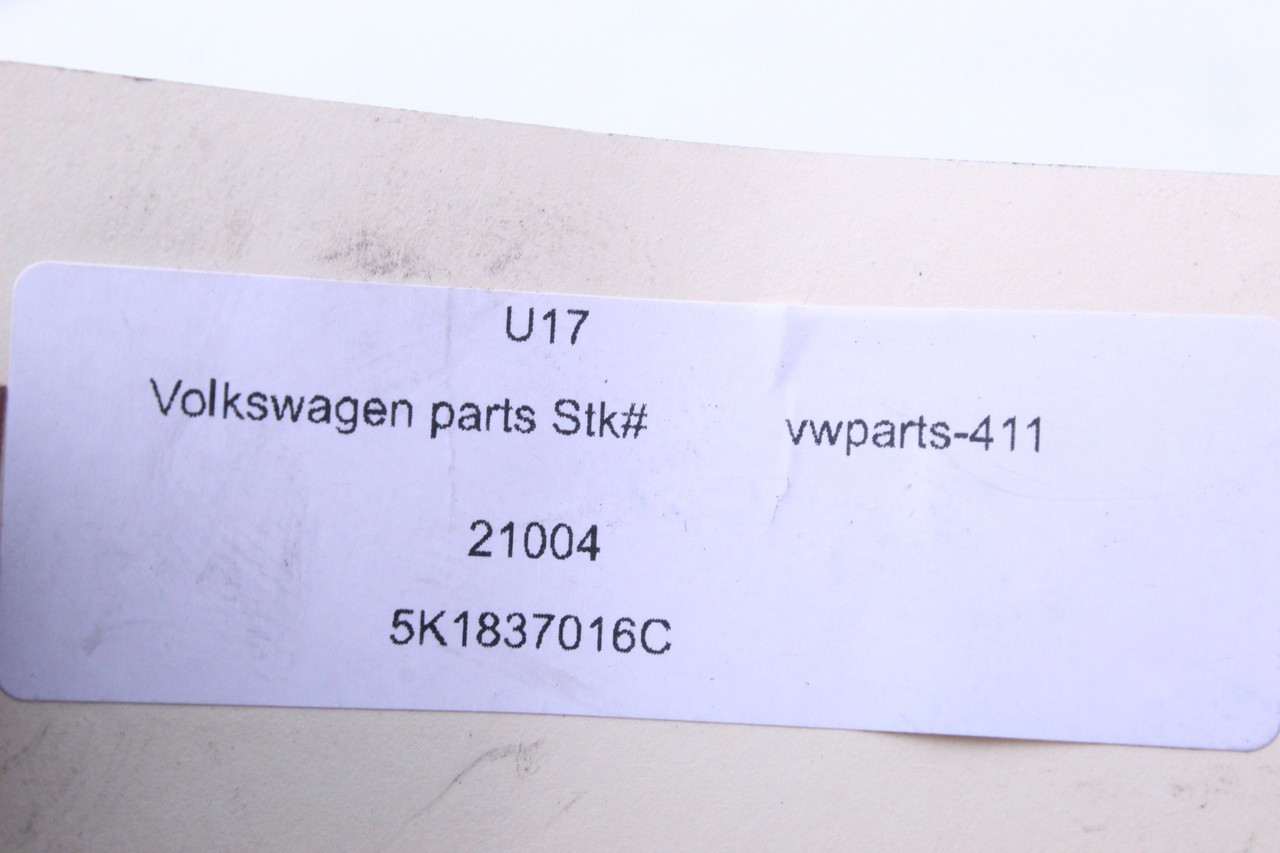 U17
Volkswagen parts Stk# vwparts-411
21004
5K1837016C